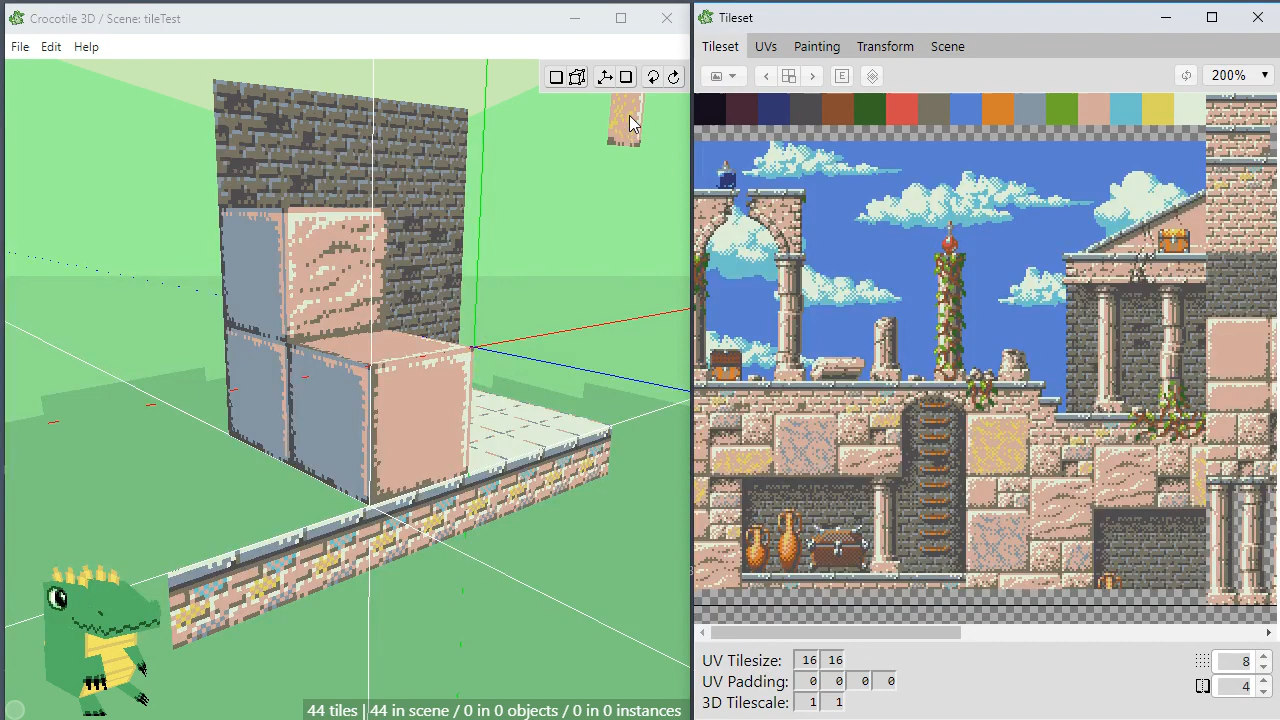 Crocotile 3D / Scene: tileTest
File Edit Help
44 tiles | 44 in scene / 0 in 0 objects / 0 in 0 instances
Tileset
Tileset UVs Painting Transform Scene
E
200%
UV Tilesize: 16 16
8
UV Padding: 0 0 0 0
4
3D Tilescale: 1 1